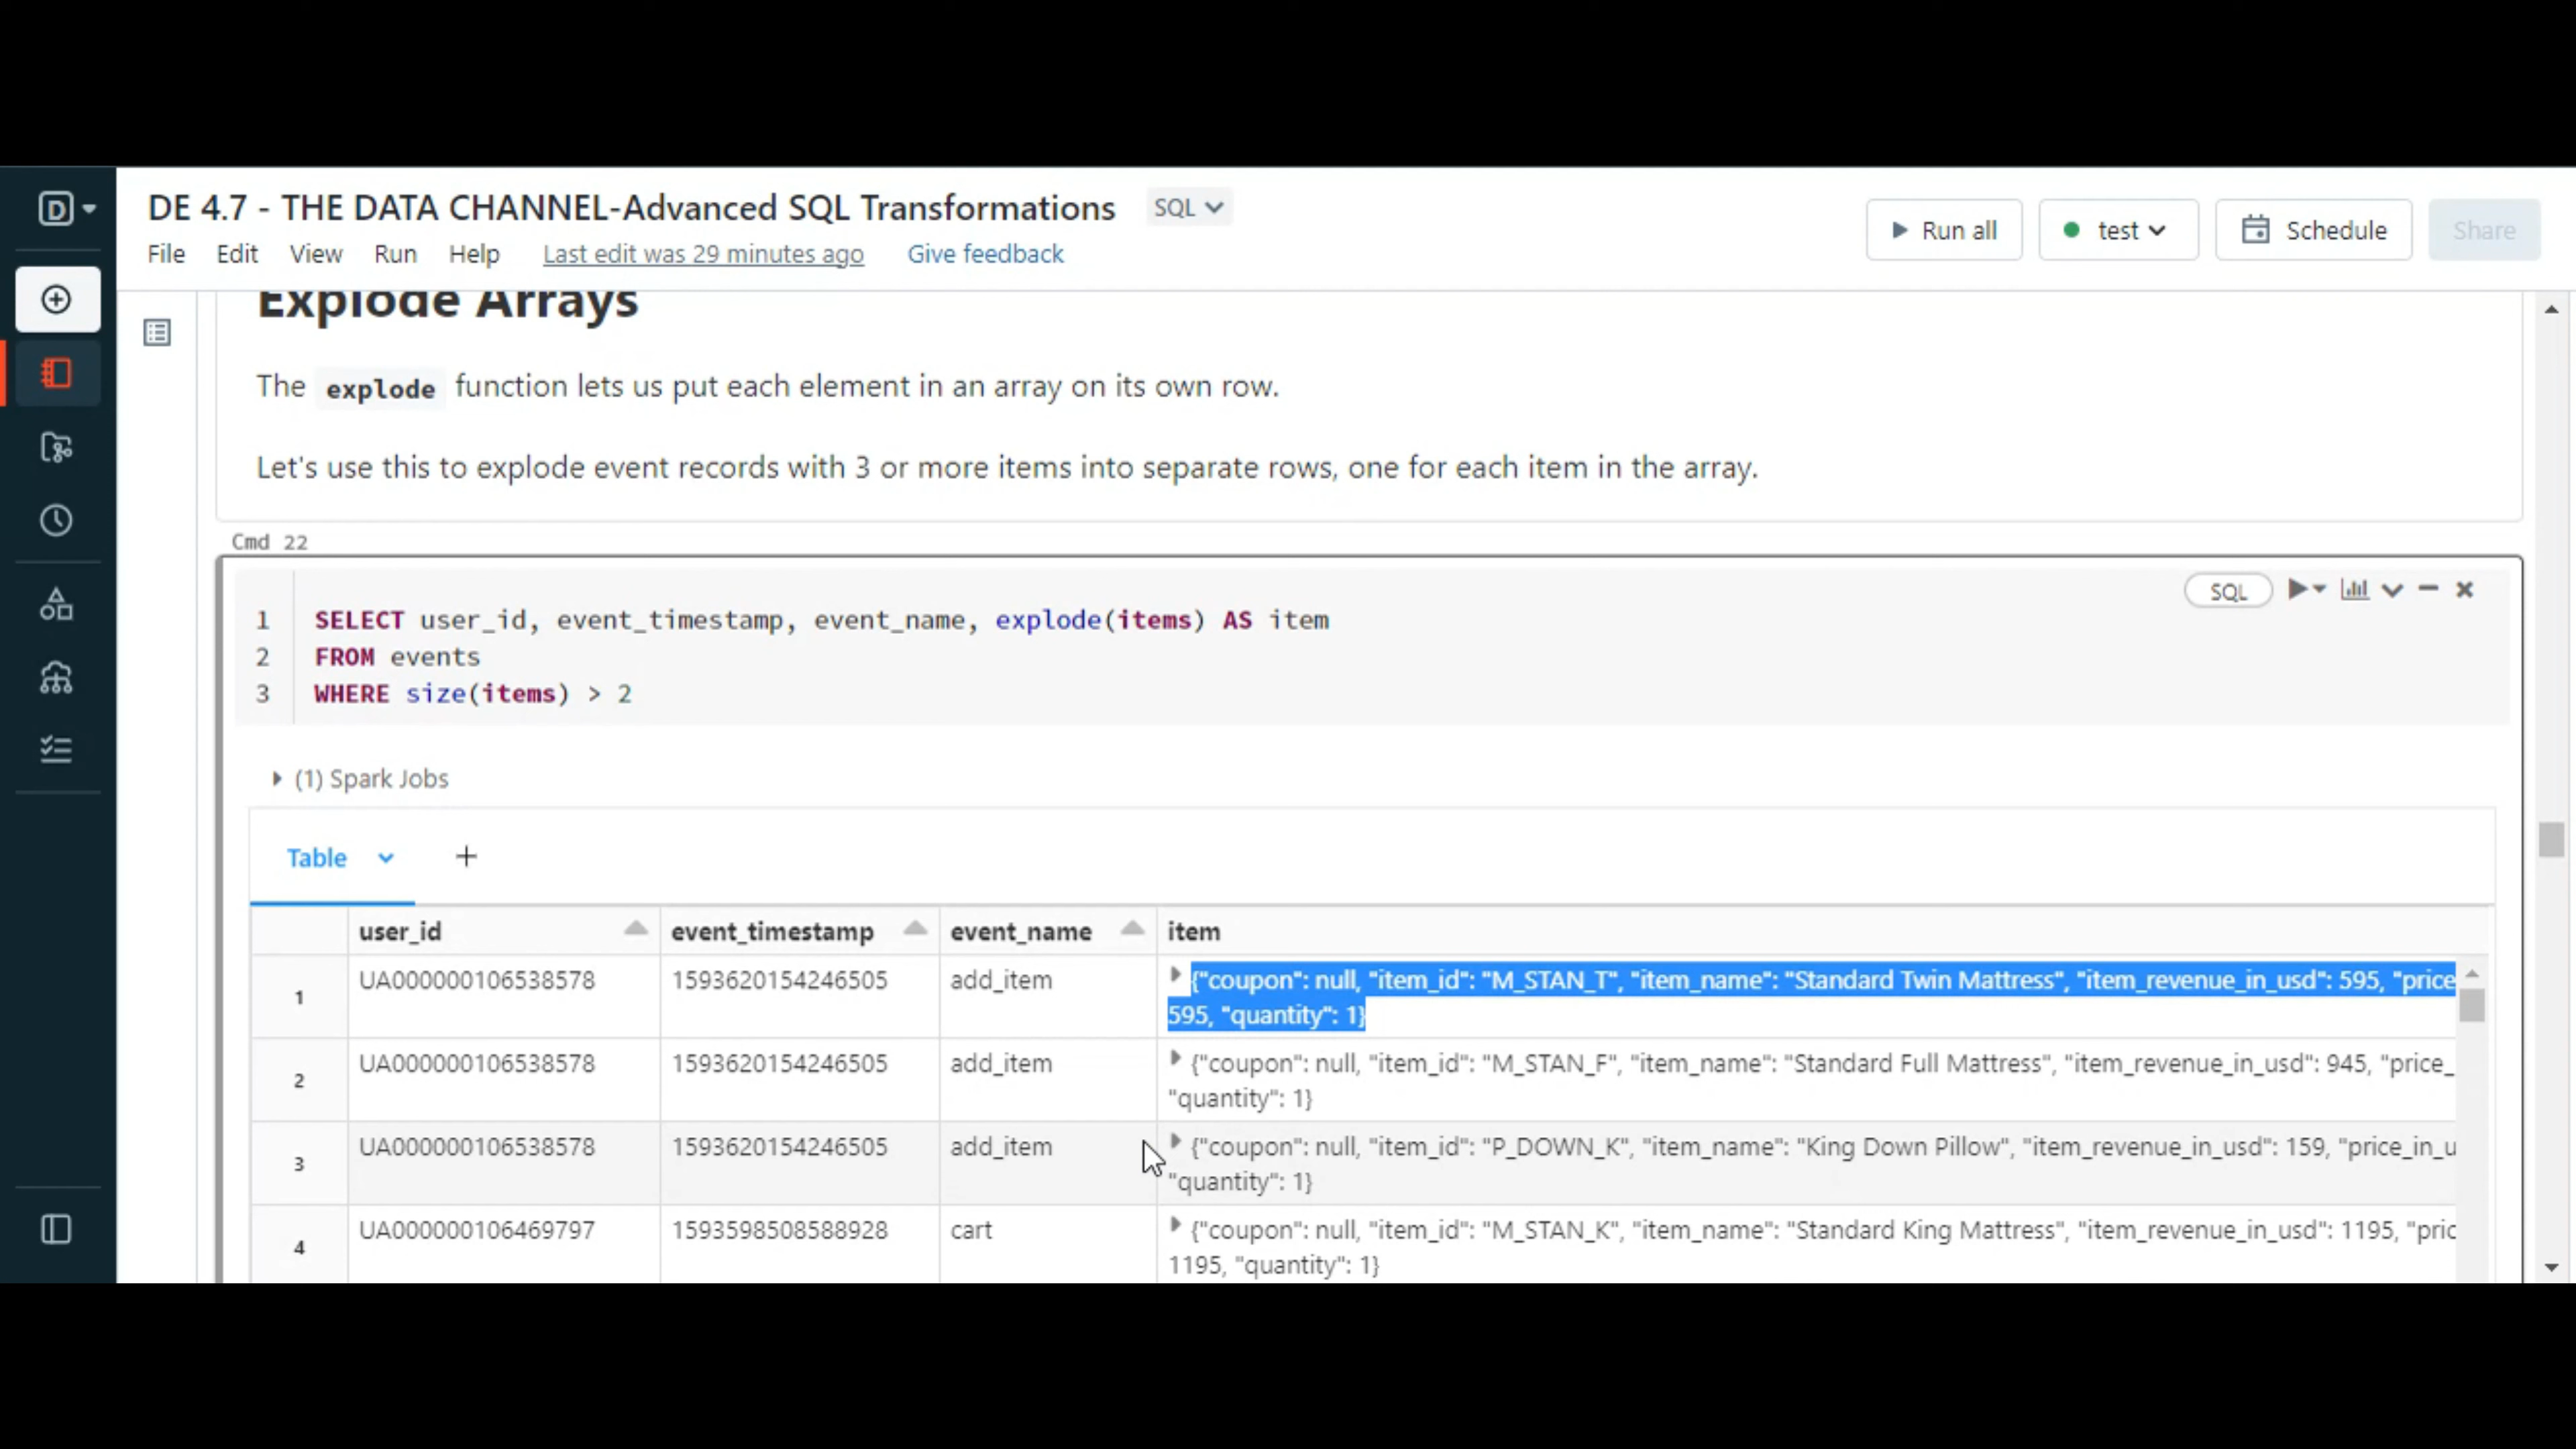 DE 4.7 - THE DATA CHANNEL-Advanced SQL Transformations SQL
File Edit View Run Help Last edit was 29 minutes ago Give feedback
Run all test Schedule Share
Explode Arrays
The explode function lets us put each element in an array on its own row.
Let's use this to explode event records with 3 or more items into separate rows, one for each item in the array.
Cmd 22
SQL
1 SELECT user_id, event_timestamp, event_name, explode(items) AS item
2 FROM events
3 WHERE size(items) > 2
(1) Spark Jobs
Table +
user_id event_timestamp event_name item
1 UA000000106538578 1593620154246505 add_item {"coupon": null, "item_id": "M_STAN_T", "item_name": "Standard Twin Mattress", "item_revenue_in_usd": 595, "price
595, "quantity": 1}
2 UA000000106538578 1593620154246505 add_item {"coupon": null, "item_id": "M_STAN_F", "item_name": "Standard Full Mattress", "item_revenue_in_usd": 945, "price_
"quantity": 1}
3 UA000000106538578 1593620154246505 add_item {"coupon": null, "item_id": "P_DOWN_K", "item_name": "King Down Pillow", "item_revenue_in_usd": 159, "price_in_u
"quantity": 1}
4 UA000000106469797 1593598508588928 cart {"coupon": null, "item_id": "M_STAN_K", "item_name": "Standard King Mattress", "item_revenue_in_usd": 1195, "pric
1195, "quantity": 1}